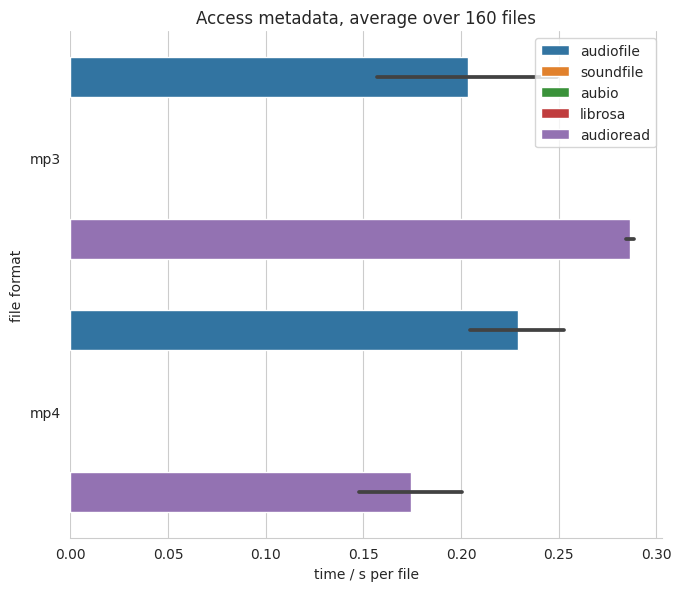 Access metadata, average over 160 files
audiofile
soundfile
aubio
librosa
audioread
mp3
mp4
file format
0.00 0.05 0.10 0.15 0.20 0.25 0.30
time / s per file